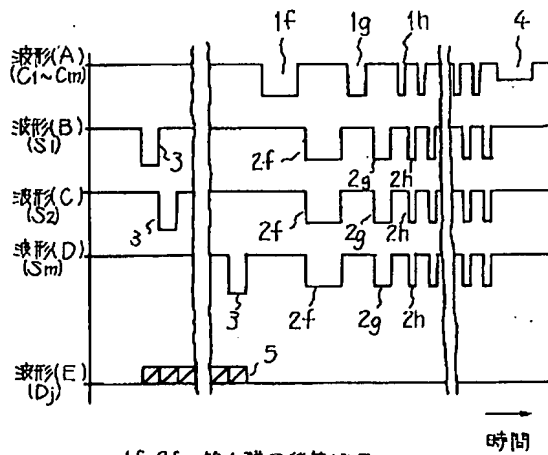 1f 1g 1h 4
波形(A)
(C1~Cm)
波形(B)
(S1)
3 2f 2g 2h
波形(C)
(S2)
3 2f 2g 2h
波形(D)
(Sm)
3 2f 2g 2h
波形(E)
(Dj)
5
時間